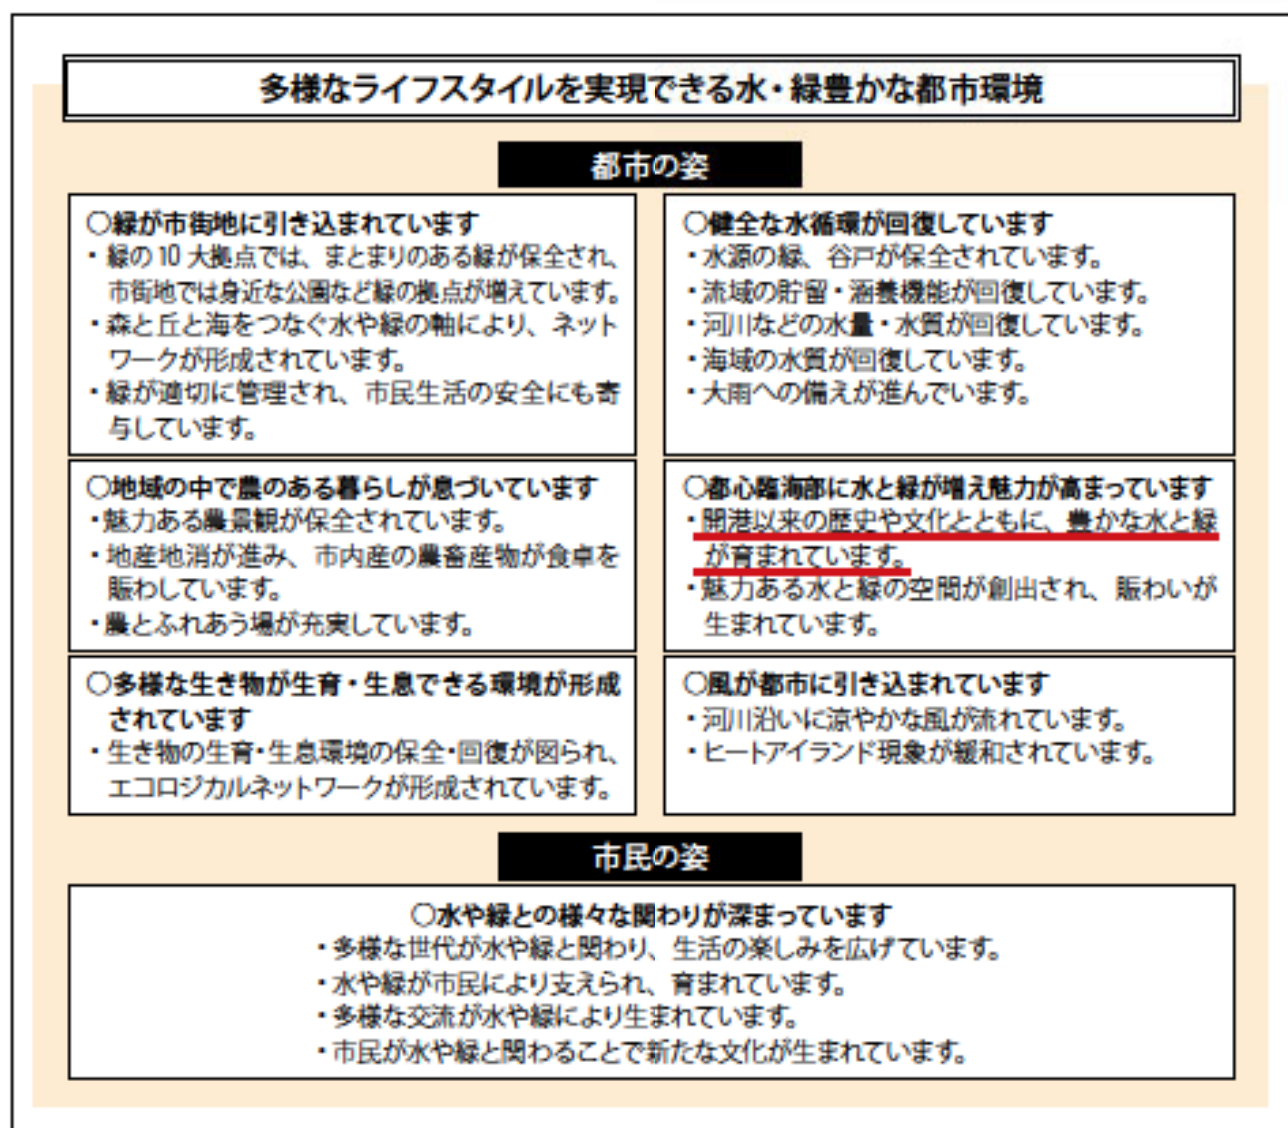 多様なライフスタイルを実現できる水・緑豊かな都市環境
都市の姿
○緑が市街地に引き込まれています
・緑の10大拠点では、まとまりのある緑が保全され、
市街地では身近な公園など緑の拠点が増えています。
・森と丘と海をつなぐ水や緑の軸により、ネット
ワークが形成されています。
・緑が適切に管理され、市民生活の安全にも寄
与しています。
○健全な水循環が回復しています
・水源の緑、谷戸が保全されています。
・流域の貯留・涵養機能が回復しています。
・河川などの水量・水質が回復しています。
・海域の水質が回復しています。
・大雨への備えが進んでいます。
○地域の中で農のある暮らしが息づいています
・魅力ある農景観が保全されています。
・地産地消が進み、市内産の農畜産物が食卓を
賑わしています。
・農とふれあう場が充実しています。
○都心臨海部に水と緑が増え魅力が高まっています
・開港以来の歴史や文化とともに、豊かな水と緑
が育まれています。
・魅力ある水と緑の空間が創出され、賑わいが
生まれています。
○多様な生き物が生育・生息できる環境が形成
されています
・生き物の生育・生息環境の保全・回復が図られ、
エコロジカルネットワークが形成されています。
○風が都市に引き込まれています
・河川沿いに涼やかな風が流れています。
・ヒートアイランド現象が緩和されています。
市民の姿
○水や緑との様々な関わりが深まっています
・多様な世代が水や緑と関わり、生活の楽しみを広げています。
・水や緑が市民により支えられ、育まれています。
・多様な交流が水や緑により生まれています。
・市民が水や緑と関わることで新たな文化が生まれています。